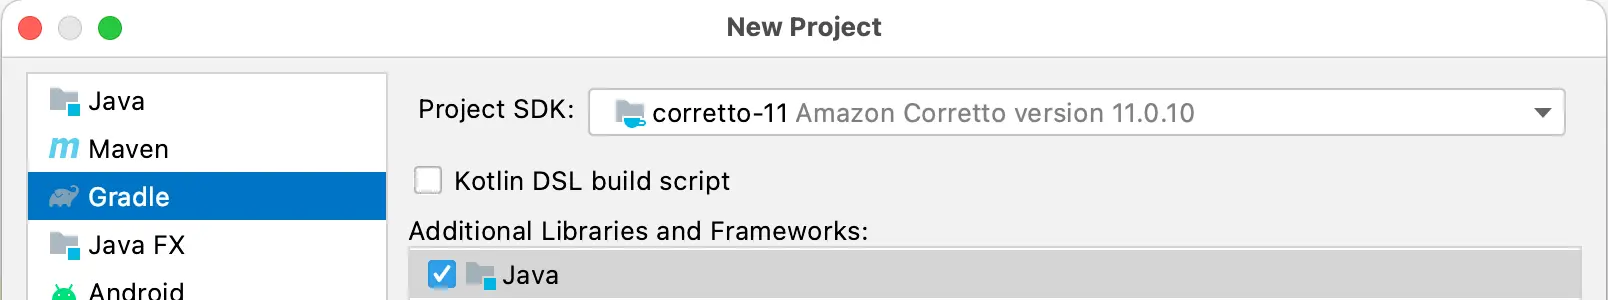 New Project
Java
Maven
Gradle
Java FX
Android
Project SDK: corretto-11 Amazon Corretto version 11.0.10
Kotlin DSL build script
Additional Libraries and Frameworks:
Java